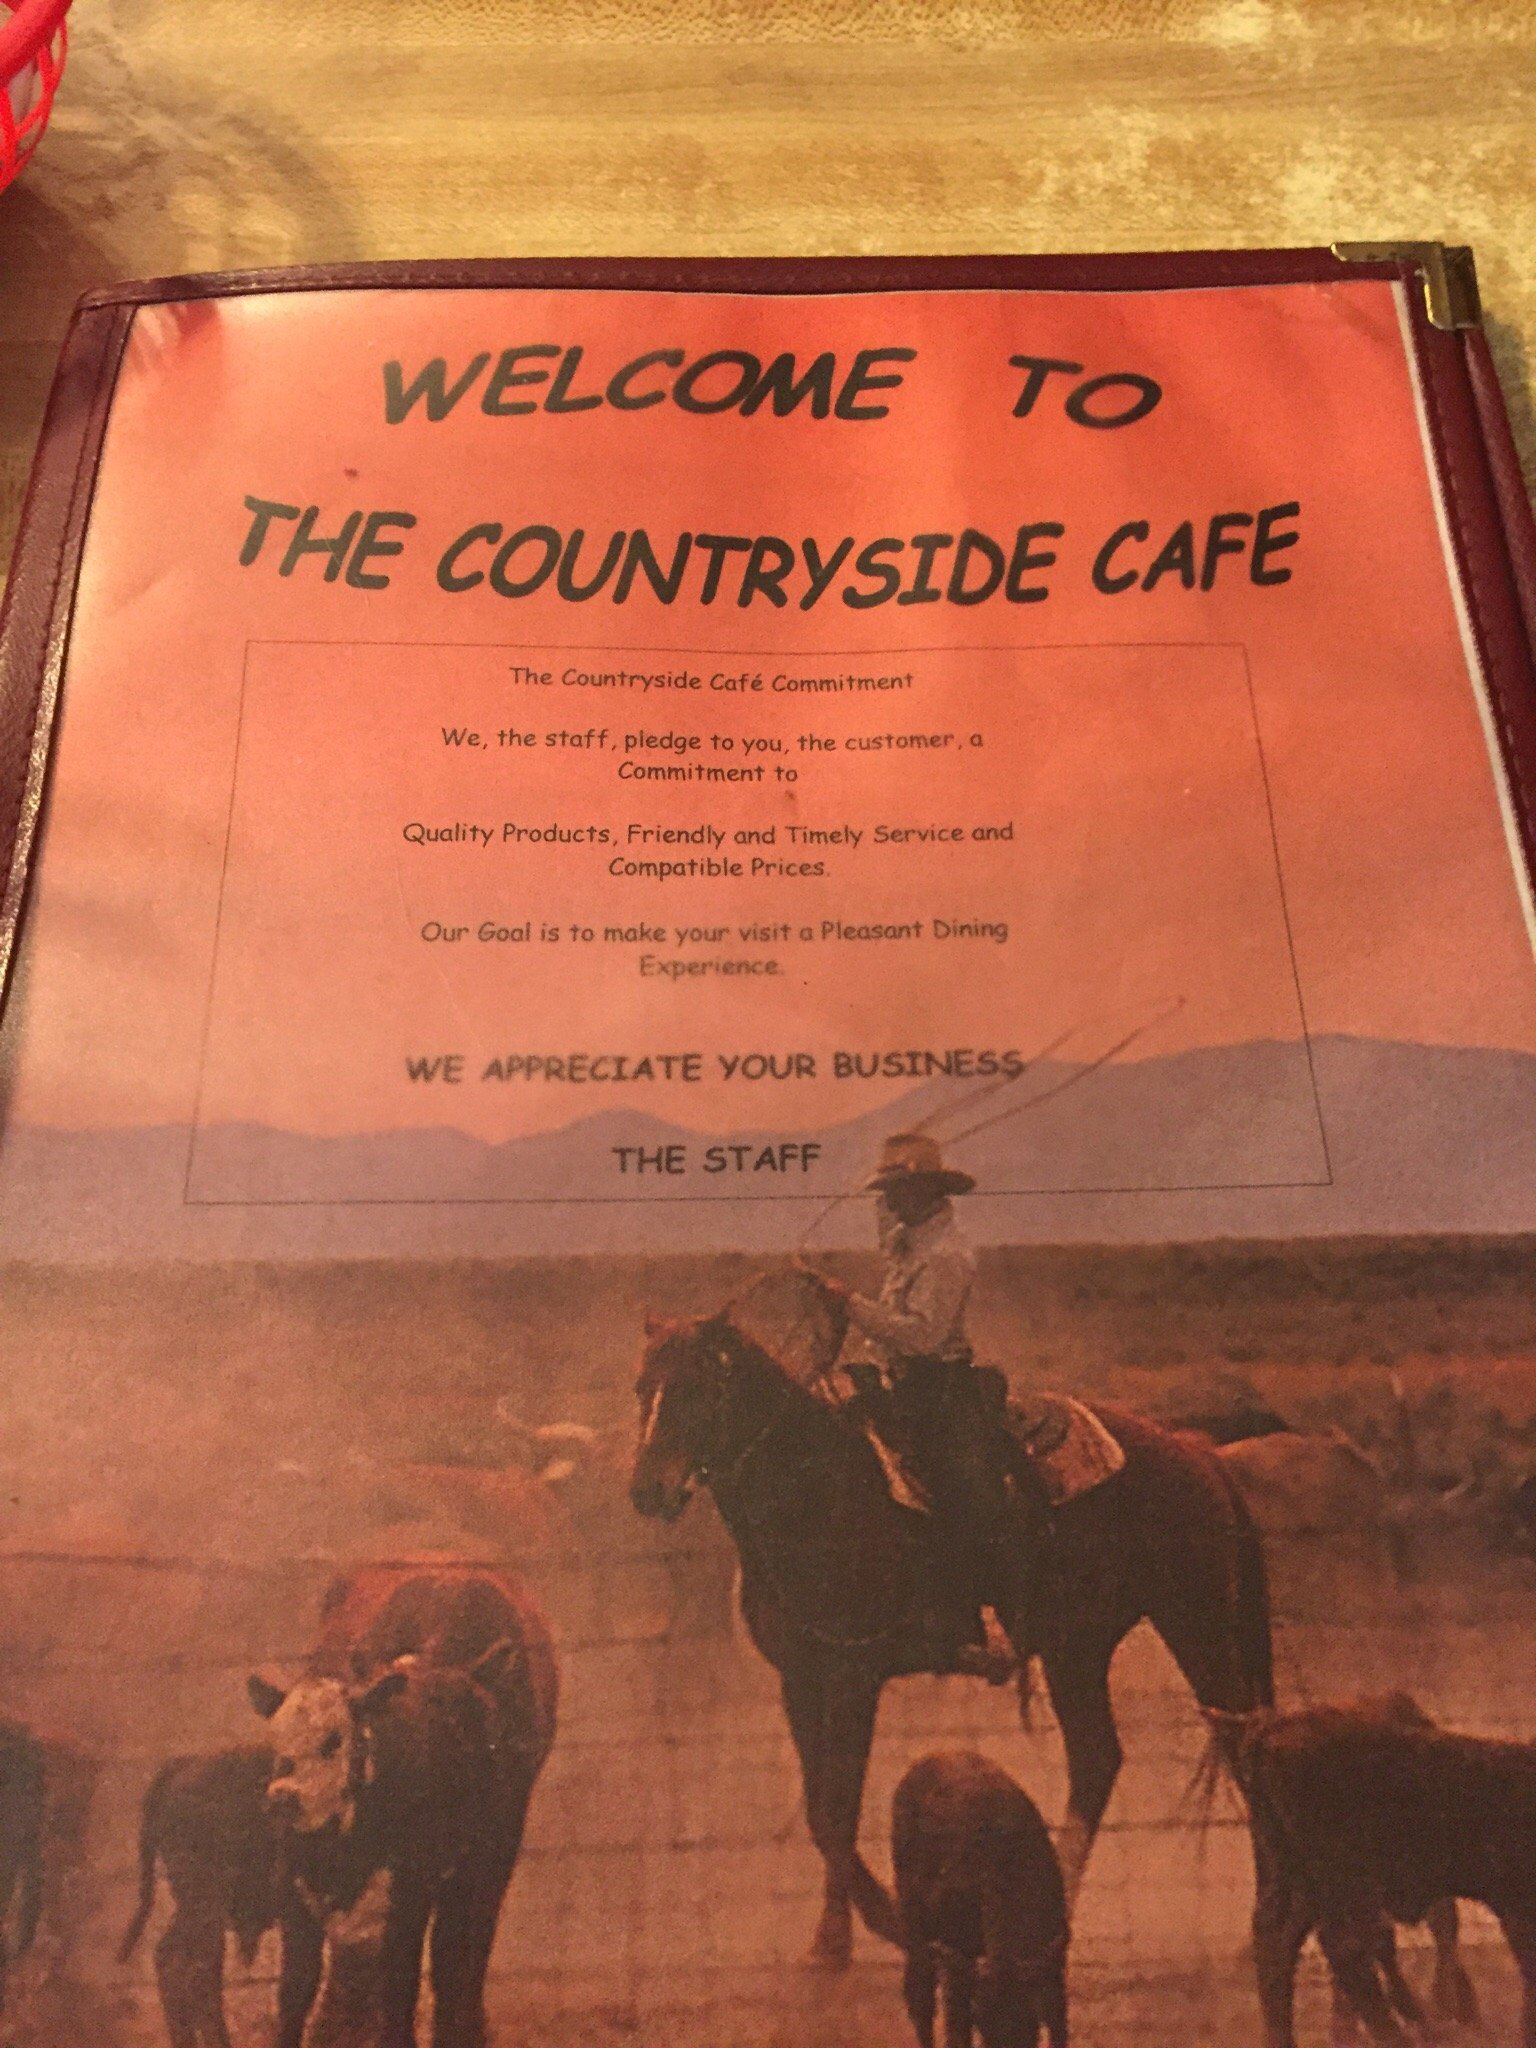 WELCOME TO
THE COUNTRYSIDE CAFE
The Countryside Café Commitment
We, the staff, pledge to you, the customer, a
Commitment to
Quality Products, Friendly and Timely Service and
Compatible Prices.
Our Goal is to make your visit a Pleasant Dining
Experience.
WE APPRECIATE YOUR BUSINESS
THE STAFF